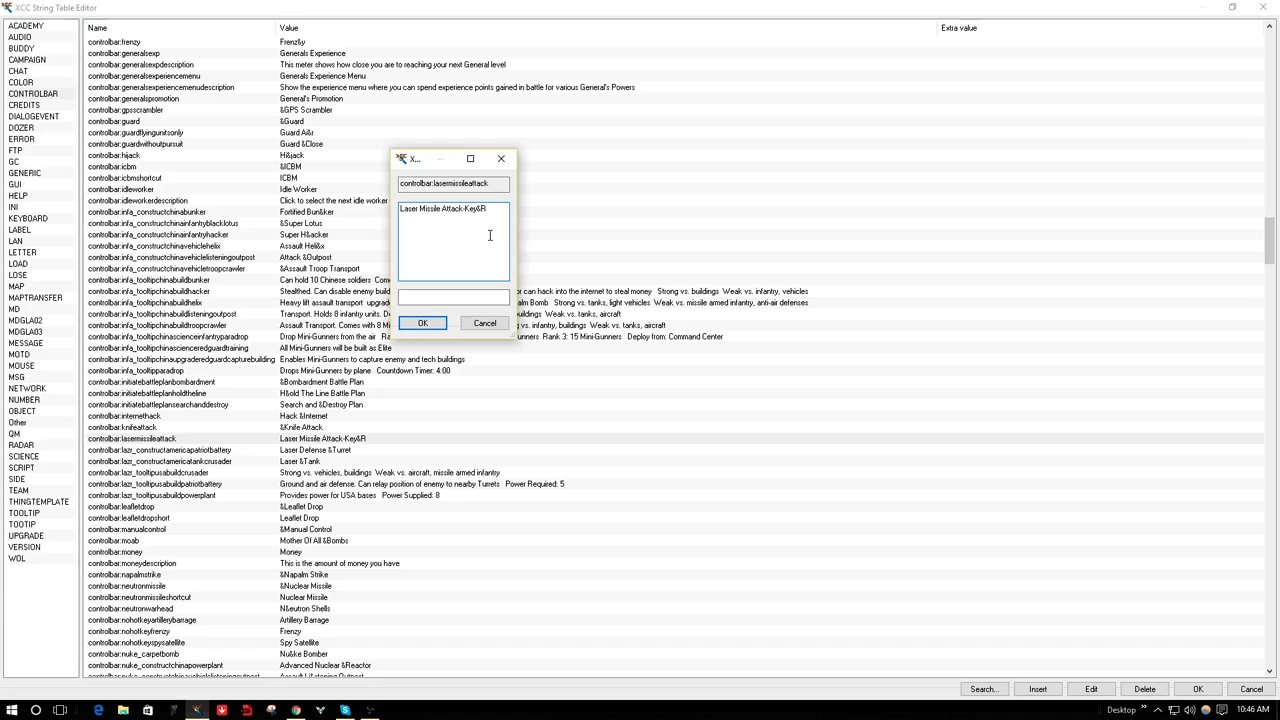 XCC String Table Editor
ACADEMY
AUDIO
BUDDY
CAMPAIGN
CHAT
COLOR
CONTROLBAR
CREDITS
DIALOGEVENT
DOZER
ERROR
FTP
GC
GENERIC
GUI
HELP
INI
KEYBOARD
LABEL
LAN
LETTER
LOAD
LOSE
MAP
MAPTRANSFER
MD
MDGLA02
MDGLA03
MESSAGE
MOTD
MOUSE
MSG
NETWORK
NUMBER
OBJECT
Other
QM
RADAR
SCIENCE
SCRIPT
SIDE
TEAM
THINGTEMPLATE
TOOLTIP
TOOTIP
UPGRADE
VERSION
WOL
Name Value Extra value
controlbar:frenzy Frenz&y
controlbar:generalsexp Generals Experience
controlbar:generalsexpdescription This meter shows how close you are to reaching your next General level
controlbar:generalsexperiencemenu Generals Experience Menu
controlbar:generalsexperiencemenudescription Show the experience menu where you can spend experience points gained in battle for various General's Powers
controlbar:generalspromotion General's Promotion
controlbar:gpsscrambler &GPS Scrambler
controlbar:guard &Guard
controlbar:guardflyingunitsonly Guard Ai&r
controlbar:guardwithoutpursuit Guard &Close
controlbar:hijack H&jack
controlbar:icbm &ICBM
controlbar:icbmshortcut ICBM
controlbar:idleworker Idle Worker
controlbar:idleworkerdescription Click to select the next idle worker
controlbar:infa_constructchinabunker Fortified Bun&ker
controlbar:infa_constructchinainfantryblacklotus &Super Lotus
controlbar:infa_constructchinainfantryhacker Super H&acker
controlbar:infa_constructchinavehiclehelix Assault Heli&x
controlbar:infa_constructchinavehiclelisteningoutpost Attack &Outpost
controlbar:infa_constructchinavehicletroopcrawler &Assault Troop Transport
controlbar:infa_tooltipchinabuildbunker Can hold 10 Chinese soldiers Com
controlbar:infa_tooltipchinabuildhacker Stealthed. Can disable enemy build or can hack into the internet to steal money Strong vs. buildings Weak vs. infantry, vehicles
controlbar:infa_tooltipchinabuildhelix Heavy lift assault transport upgrade alm Bomb Strong vs. tanks, light vehicles Weak vs. missile armed infantry, anti-air defenses
controlbar:infa_tooltipchinabuildlisteningoutpost Transport. Holds 8 infantry units. D buildings Weak vs. tanks, aircraft
controlbar:infa_tooltipchinabuildtroopcrawler Assault Transport. Comes with 8 Mi vs. infantry, buildings Weak vs. tanks, aircraft
controlbar:infa_tooltipchinascienceinfantryparadrop Drop Mini-Gunners from the air Ra unners Rank 3: 15 Mini-Gunners Deploy from: Command Center
controlbar:infa_tooltipchinascienceredguardtraining All Mini-Gunners will be built as Elite
controlbar:infa_tooltipchinaupgraderedguardcapturebuilding Enables Mini-Gunners to capture enemy and tech buildings
controlbar:infa_tooltipparadrop Drops Mini-Gunners by plane Countdown Timer: 4:00
controlbar:initiatebattleplanbombardment &Bombardment Battle Plan
controlbar:initiatebattleplanholdtheline H&old The Line Battle Plan
controlbar:initiatebattleplansearchanddestroy Search and &Destroy Plan
controlbar:internethack Hack &Internet
controlbar:knifeattack &Knife Attack
controlbar:lasermissileattack Laser Missile Attack-Key&R
controlbar:lazr_constructamericapatriotbattery Laser Defense &Turret
controlbar:lazr_constructamericatankcrusader Laser &Tank
controlbar:lazr_tooltipusabuildcrusader Strong vs. vehicles, buildings Weak vs. aircraft, missile armed infantry
controlbar:lazr_tooltipusabuildpatriotbattery Ground and air defense. Can relay position of enemy to nearby Turrets Power Required: 5
controlbar:lazr_tooltipusabuildpowerplant Provides power for USA bases Power Supplied: 8
controlbar:leafletdrop &Leaflet Drop
controlbar:leafletdropshort Leaflet Drop
controlbar:manualcontrol &Manual Control
controlbar:moab Mother Of All &Bombs
controlbar:money Money
controlbar:moneydescription This is the amount of money you have
controlbar:napalmstrike &Napalm Strike
controlbar:neutronmissile &Nuclear Missile
controlbar:neutronmissileshortcut Nuclear Missile
controlbar:neutronwarhead N&eutron Shells
controlbar:nohotkeyartillerybarrage Artillery Barrage
controlbar:nohotkeyfrenzy Frenzy
controlbar:nohotkeyspysatellite Spy Satellite
controlbar:nuke_carpetbomb Nu&ke Bomber
controlbar:nuke_constructchinapowerplant Advanced Nuclear &Reactor
controlbar:nuke_constructchinavehiclelisteningoutpost Assault Li&stening Outpost
X...
controlbar:lasermissileattack
Laser Missile Attack-Key&R
OK Cancel
Search... Insert Edit Delete OK Cancel
Desktop 10:46 AM